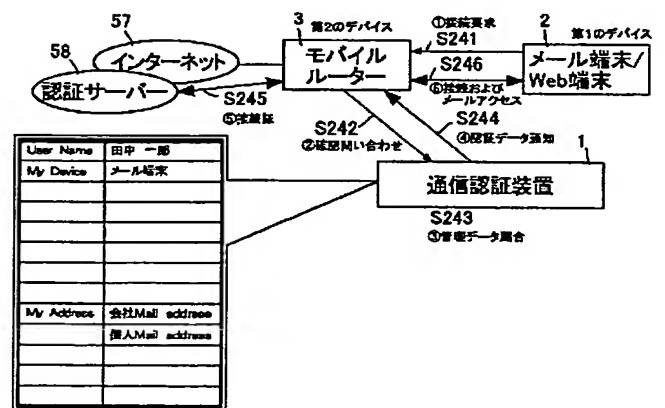 57
インターネット
58
認証サーバー
3
第2のデバイス
モバイル
ルーター
①接続要求
S241
S246
⑥接続および
メールアクセス
2
第1のデバイス
メール端末/
Web端末
S245
⑤接続認証
S242
②確認問い合わせ
S244
④認証データ通知
1
通信認証装置
S243
③管理データ照合
User Name 田中 一郎
My Device メール端末
My Address 会社Mail address
個人Mail address